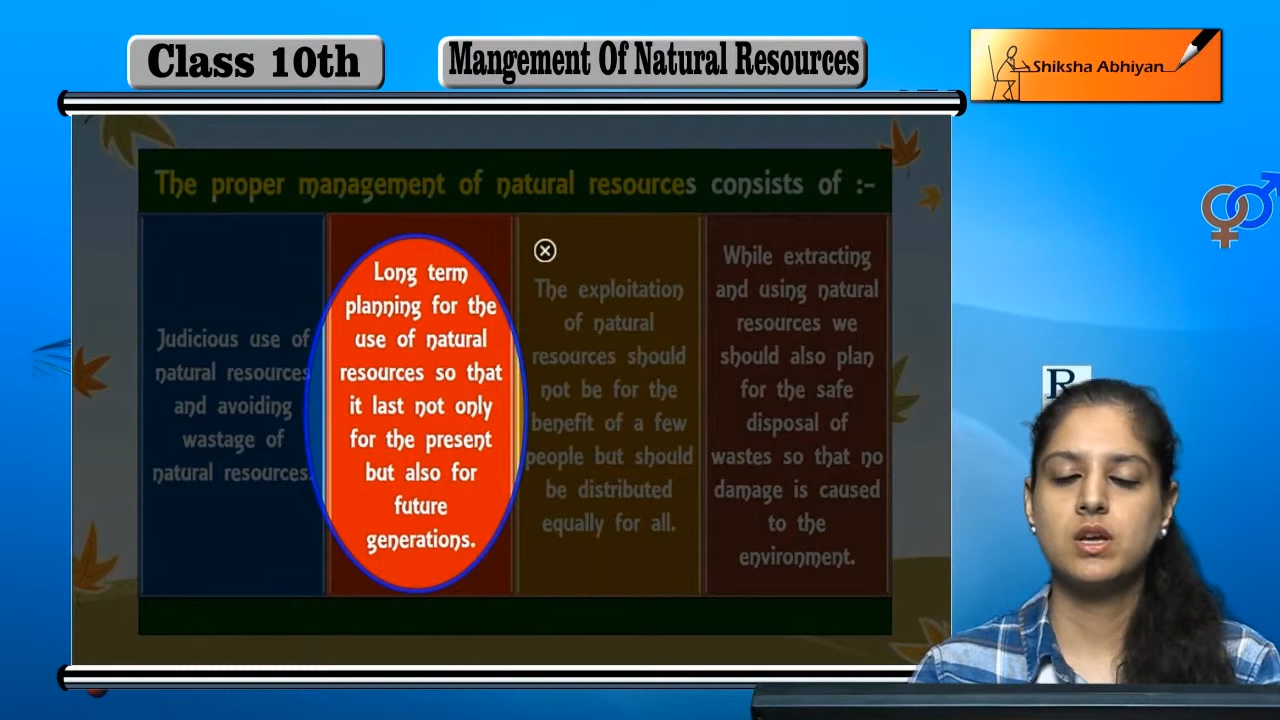 Class 10th
Mangement Of Natural Resources
Shiksha Abhiyan
The proper management of natural resources consists of :-
Judicious use of
natural resources
and avoiding
wastage of
natural resources.
Long term
planning for the
use of natural
resources so that
it last not only
for the present
but also for
future
generations.
The exploitation
of natural
resources should
not be for the
benefit of a few
people but should
be distributed
equally for all.
While extracting
and using natural
resources we
should also plan
for the safe
disposal of
wastes so that no
damage is caused
to the
environment.
R